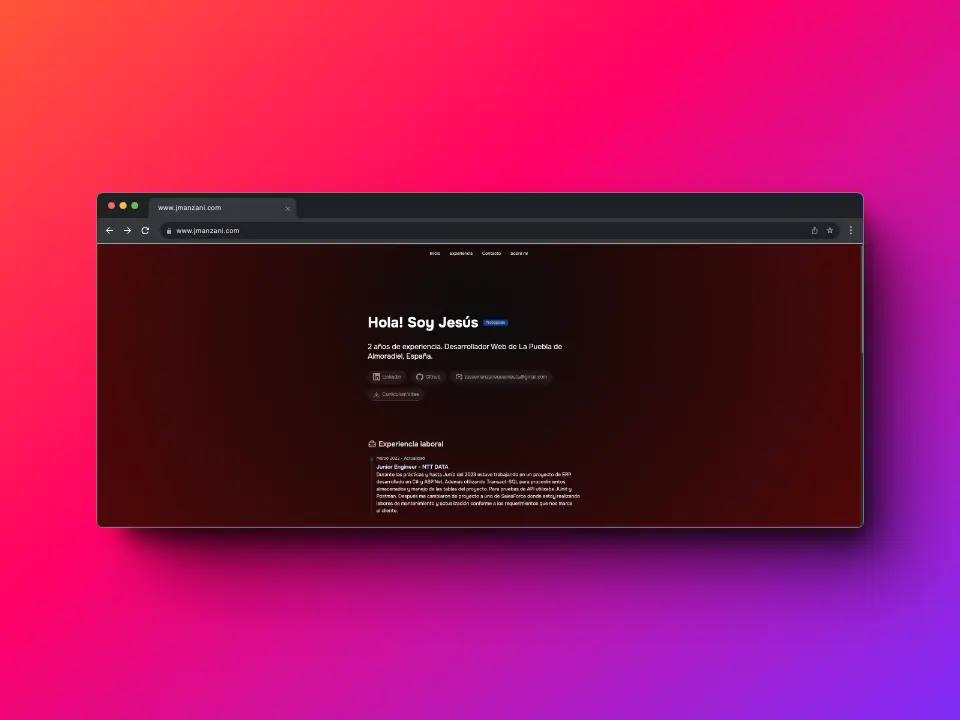 www.jmanzani.com
www.jmanzani.com
Inicio Experiencia Contacto Sobre mí
Hola! Soy Jesús Trabajando
2 años de experiencia. Desarrollador Web de La Puebla de
Almoradiel, España.
LinkedIn GitHub
Curriculum Vitae
Experiencia laboral
Marzo 2022 - Actualidad
Junior Engineer - NTT DATA
Durante las prácticas y hasta Junio del 2023 estuve trabajando en un proyecto de ERP
desarrollado en C# y ASP.Net. Además utilizando Transact-SQL para procedimientos
almacenados y manejo de las tablas del proyecto. Para pruebas de API utilizaba JUnit y
Postman. Después me cambiaron de proyecto a uno de SalesForce donde estoy realizando
labores de mantenimiento y actualización conforme a los requerimientos que nos marca
el cliente.